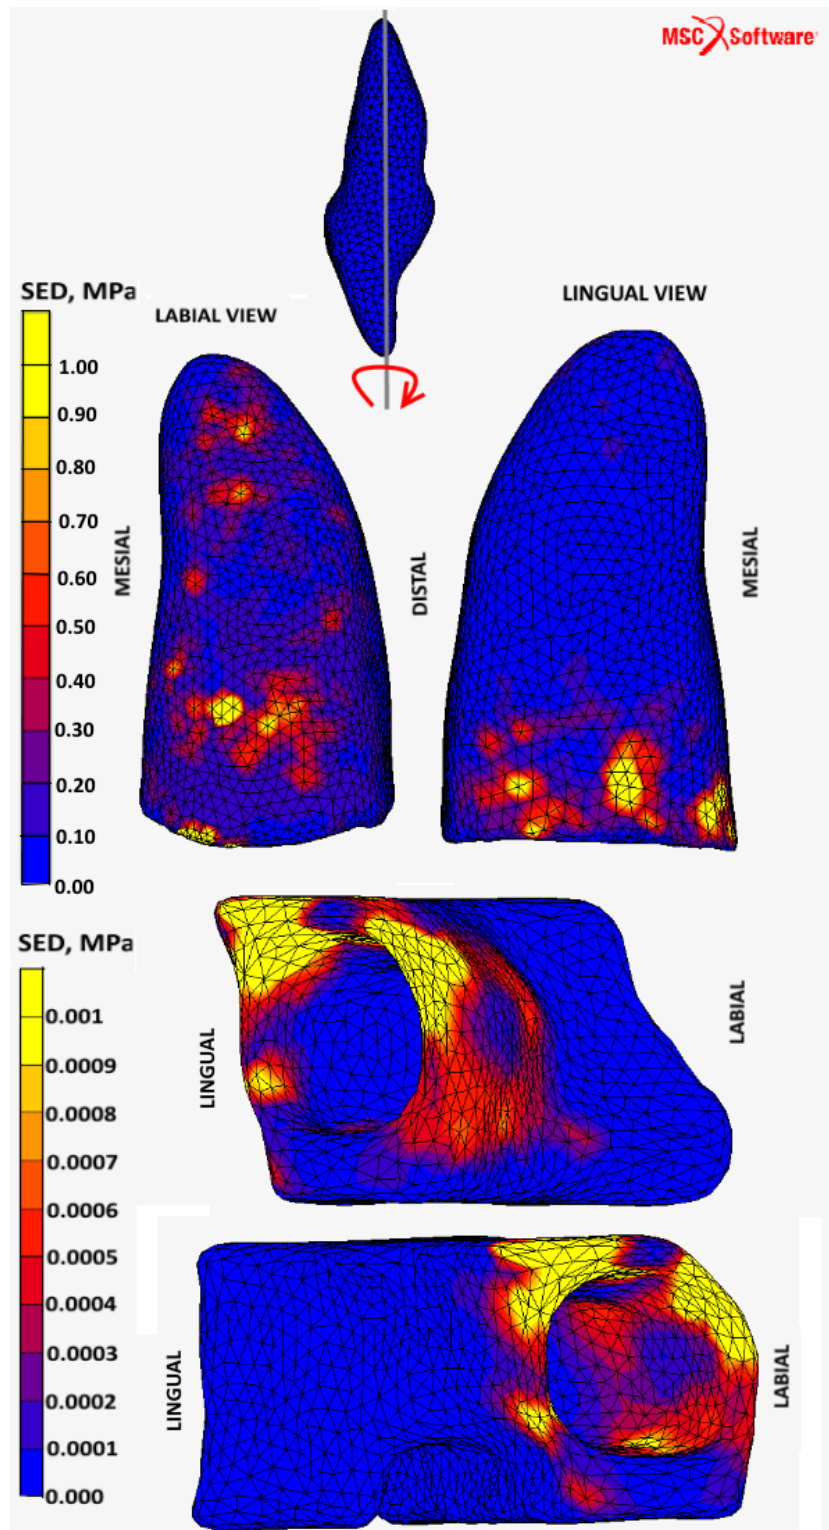 MSC Software
SED, MPa
LINGUAL VIEW
LABIAL VIEW
1.00
0.90
0.80
0.70
0.60
0.50
0.40
0.30
0.20
0.10
0.00
MESIAL
DISTAL
MESIAL
SED, MPa
0.001
0.0009
0.0008
0.0007
0.0006
0.0005
0.0004
0.0003
0.0002
0.0001
0.000
LINGUAL
LABIAL
LINGUAL
LABIAL